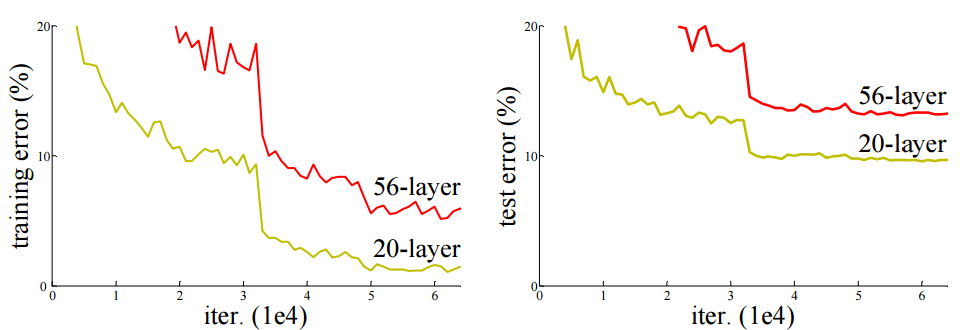 training error (%)
20
10
0
0 1 2 3 4 5 6
iter. (1e4)
56-layer
20-layer
test error (%)
20
10
0
0 1 2 3 4 5 6
iter. (1e4)
56-layer
20-layer